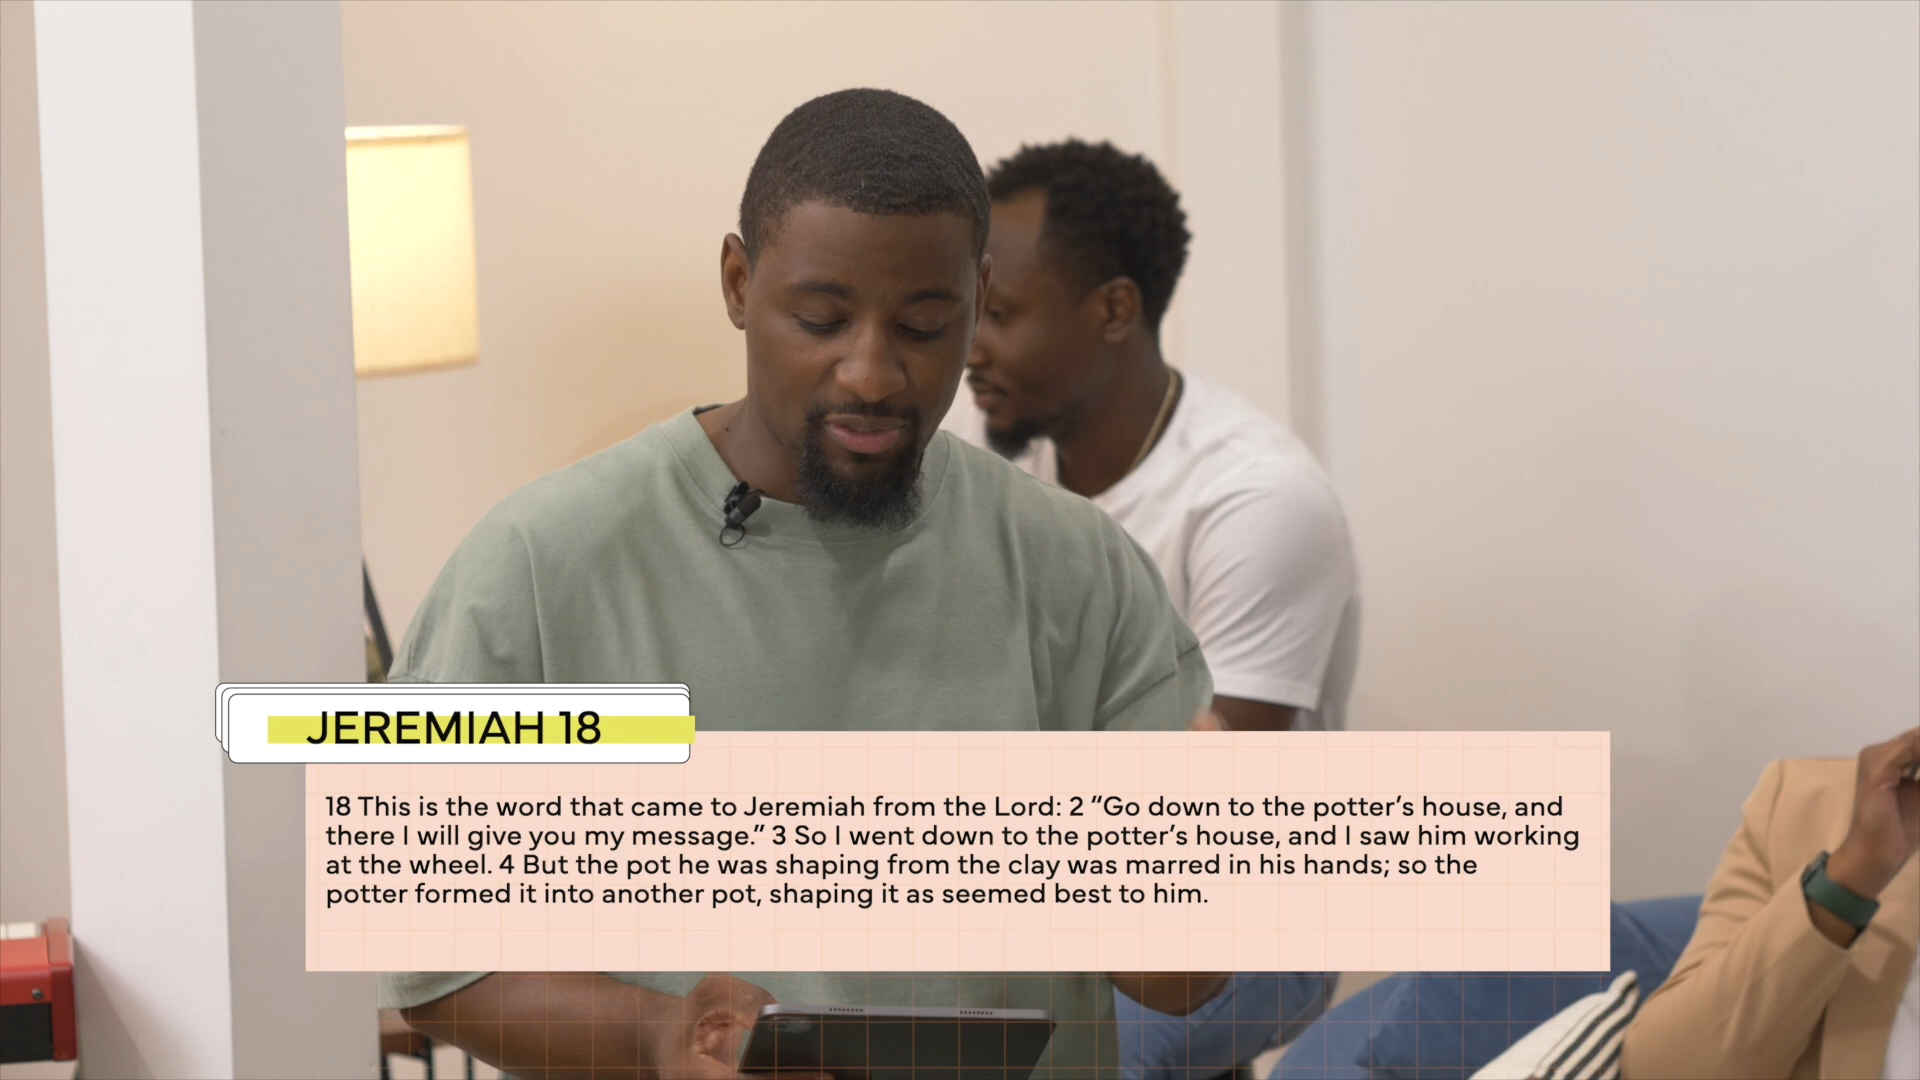 JEREMIAH 18
18 This is the word that came to Jeremiah from the Lord: 2 “Go down to the potter’s house, and
there I will give you my message.” 3 So I went down to the potter’s house, and I saw him working
at the wheel. 4 But the pot he was shaping from the clay was marred in his hands; so the
potter formed it into another pot, shaping it as seemed best to him.